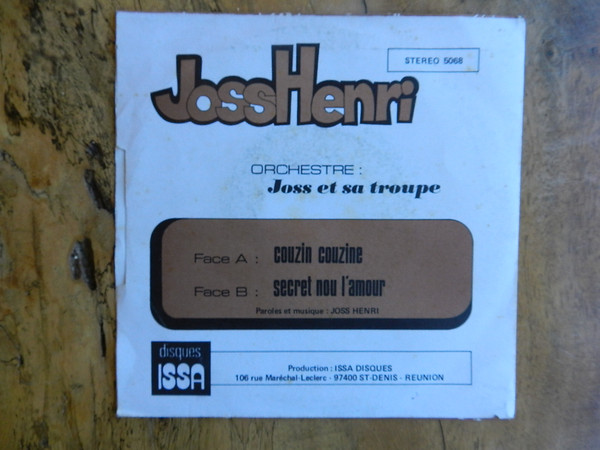 STEREO 5068
JossHenri
ORCHESTRE :
Joss et sa troupe
Face A : couzin couzine
Face B : secret nou l'amour
Paroles et musique : JOSS HENRI
disques
ISSA
Production : ISSA DISQUES
106 rue Maréchal-Leclerc - 97400 ST-DENIS - REUNION